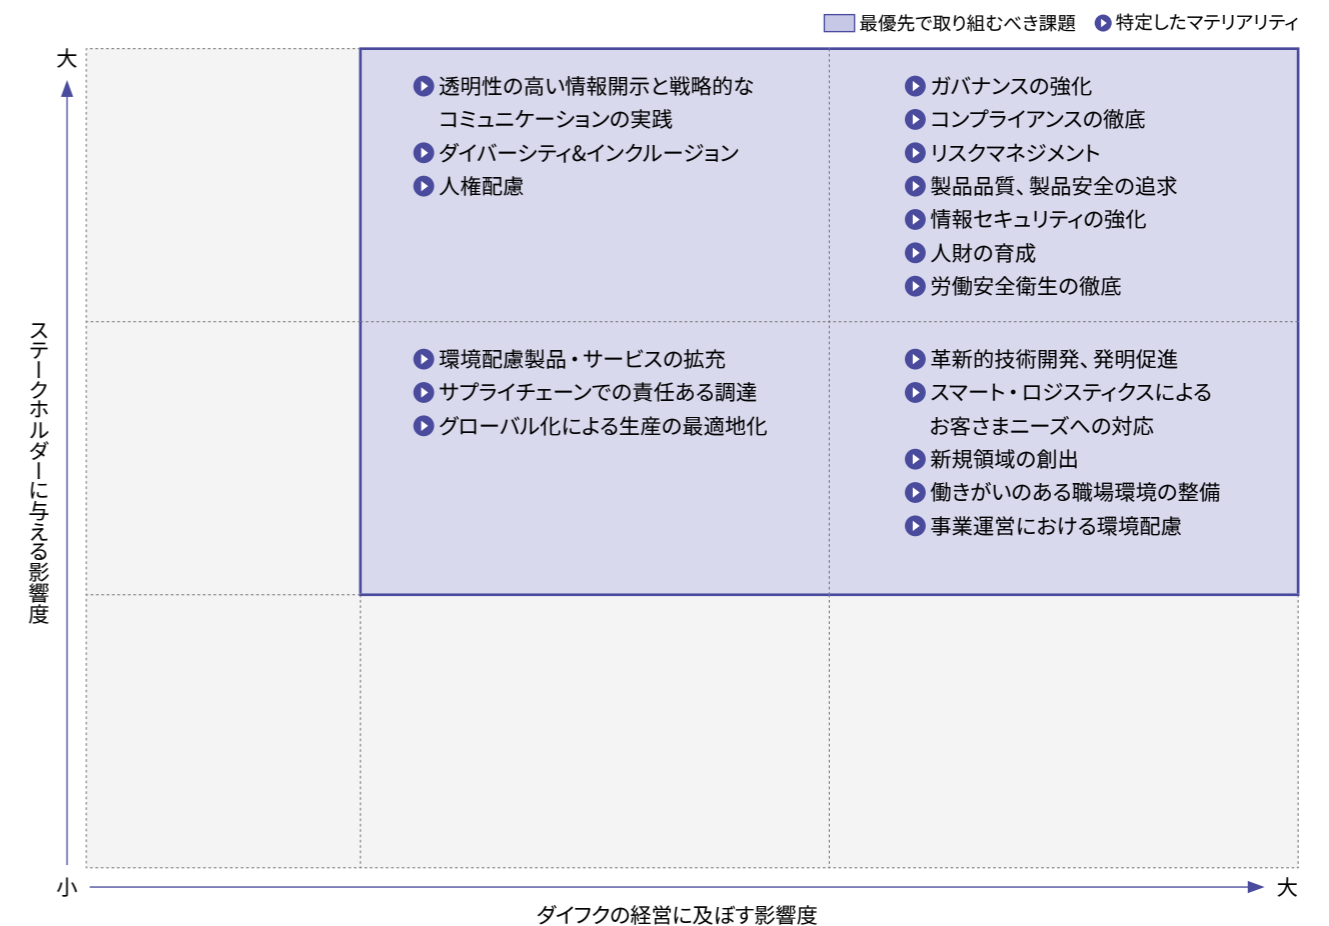 最優先で取り組むべき課題
特定したマテリアリティ
大
透明性の高い情報開示と戦略的な
コミュニケーションの実践
ダイバーシティ&インクルージョン
人権配慮
ガバナンスの強化
コンプライアンスの徹底
リスクマネジメント
製品品質、製品安全の追求
情報セキュリティの強化
人財の育成
労働安全衛生の徹底
ステークホルダーに与える影響度
環境配慮製品・サービスの拡充
サプライチェーンでの責任ある調達
グローバル化による生産の最適地化
革新的技術開発、発明促進
スマート・ロジスティクスによる
お客さまニーズへの対応
新規領域の創出
働きがいのある職場環境の整備
事業運営における環境配慮
小
大
ダイフクの経営に及ぼす影響度